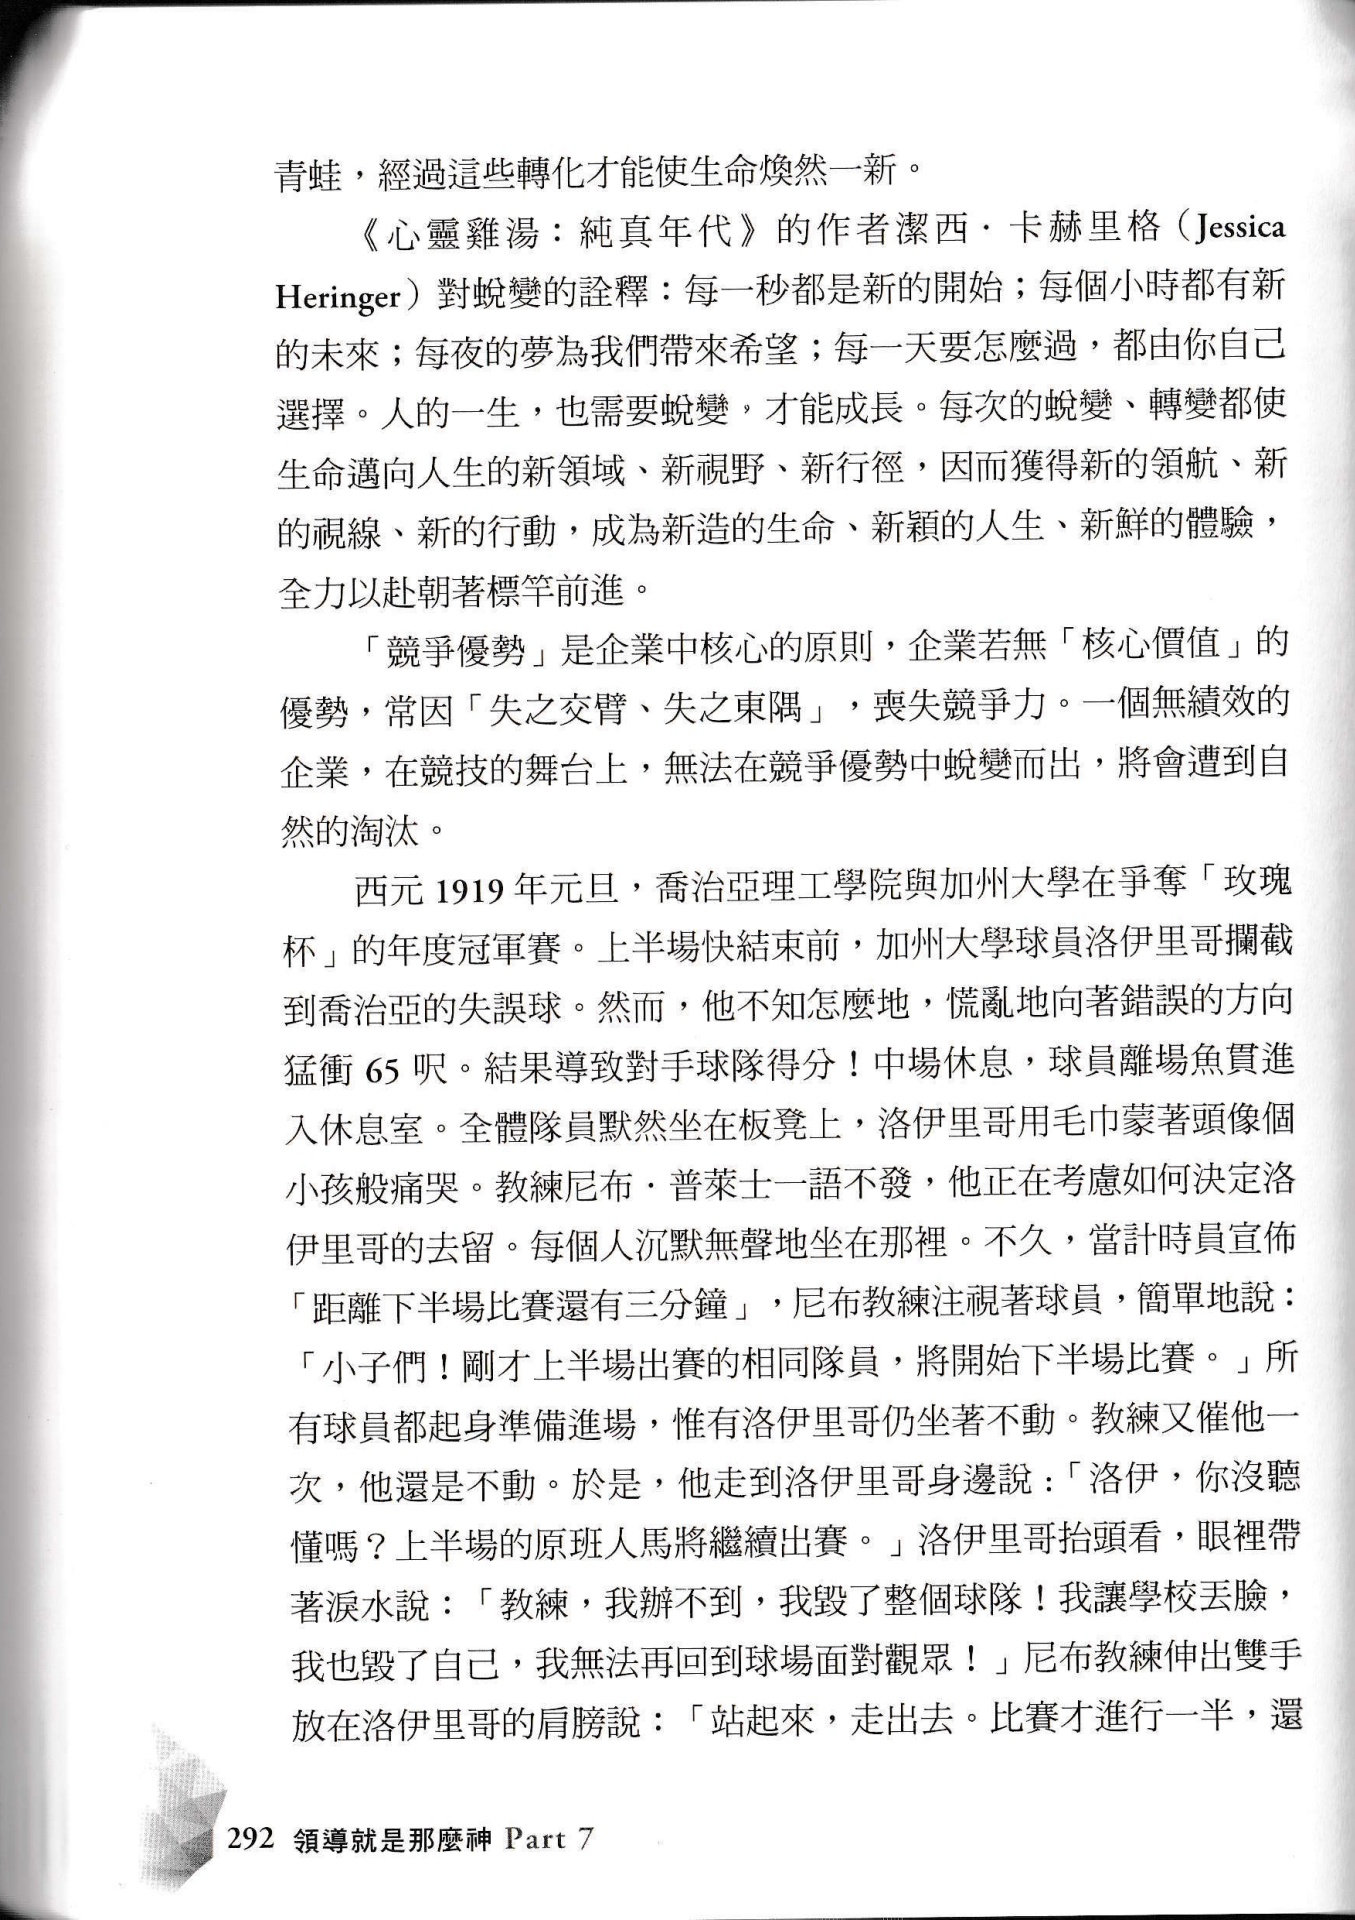 青蛙，經過這些轉化才能使生命煥然一新。
《心靈雞湯：純真年代》的作者潔西．卡赫里格（Jessica
Heringer）對蛻變的詮釋：每一秒都是新的開始；每個小時都有新
的未來；每夜的夢為我們帶來希望；每一天要怎麼過，都由你自己
選擇。人的一生，也需要蛻變，才能成長。每次的蛻變、轉變都使
生命邁向人生的新領域、新視野、新行徑，因而獲得新的領航、新
的視線、新的行動，成為新造的生命、新穎的人生、新鮮的體驗，
全力以赴朝著標竿前進。
「競爭優勢」是企業中核心的原則，企業若無「核心價值」的
優勢，常因「失之交臂、失之東隅」，喪失競爭力。一個無績效的
企業，在競技的舞台上，無法在競爭優勢中蛻變而出，將會遭到自
然的淘汰。
西元 1919 年元旦，喬治亞理工學院與加州大學在爭奪「玫瑰
杯」的年度冠軍賽。上半場快結束前，加州大學球員洛伊里哥攔截
到喬治亞的失誤球。然而，他不知怎麼地，慌亂地向著錯誤的方向
猛衝 65 呎。結果導致對手球隊得分！中場休息，球員離場魚貫進
入休息室。全體隊員默然坐在板凳上，洛伊里哥用毛巾蒙著頭像個
小孩般痛哭。教練尼布．普萊士一語不發，他正在考慮如何決定洛
伊里哥的去留。每個人沉默無聲地坐在那裡。不久，當計時員宣佈
「距離下半場比賽還有三分鐘」，尼布教練注視著球員，簡單地說：
「小子們！剛才上半場出賽的相同隊員，將開始下半場比賽。」所
有球員都起身準備進場，惟有洛伊里哥仍坐著不動。教練又催他一
次，他還是不動。於是，他走到洛伊里哥身邊說：「洛伊，你沒聽
懂嗎？上半場的原班人馬將繼續出賽。」洛伊里哥抬頭看，眼裡帶
著淚水說：「教練，我辦不到，我毀了整個球隊！我讓學校丟臉，
我也毀了自己，我無法再回到球場面對觀眾！」尼布教練伸出雙手
放在洛伊里哥的肩膀說：「站起來，走出去。比賽才進行一半，還
292 領導就是那麼神 Part 7